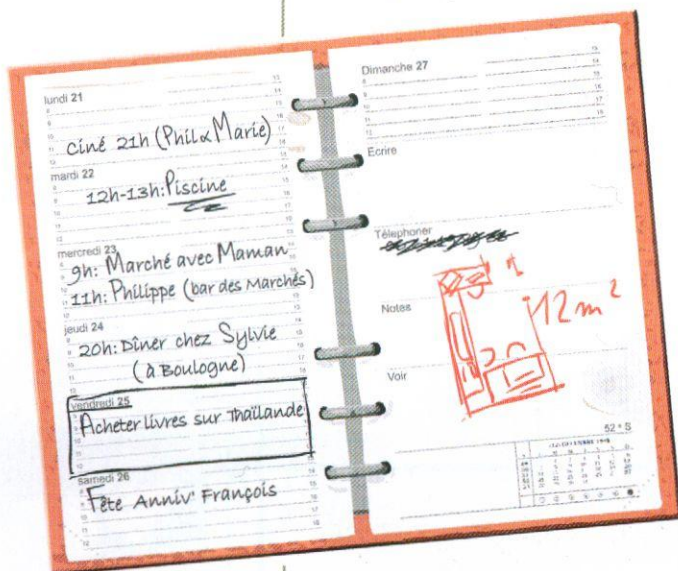 lundi 21
ciné 21h (Phil & Marie)
mardi 22
12h-13h: Piscine
mercredi 23
9h: Marché avec Maman
11h: Philippe (bar des Marchés)
jeudi 24
20h: Dîner chez Sylvie
(à Boulogne)
vendredi 25
Acheter livres sur Thaïlande
samedi 26
Fête Anniv' François
Dimanche 27
Ecrire
Téléphoner
Notes
12m²
Voir
52 * S